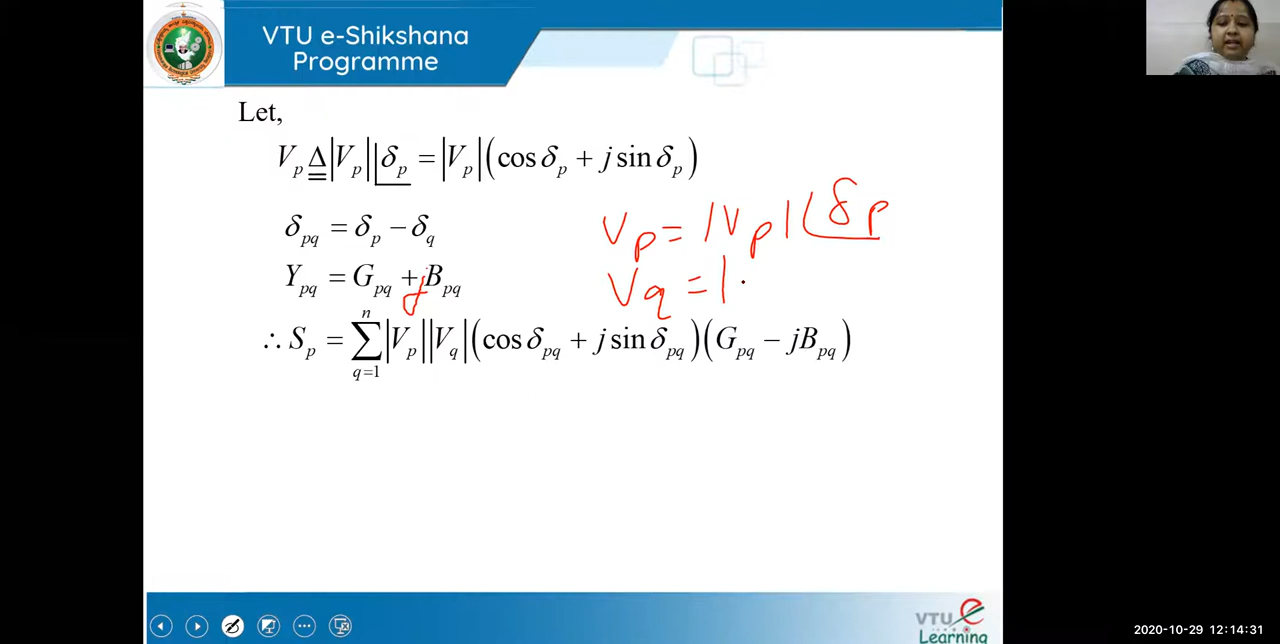 VTU e-Shikshana
Programme
Let,
V_p ≜ |V_p| ∠δ_p = |V_p|(cos δ_p + j sin δ_p)
δ_pq = δ_p − δ_q
V_p = |V_p| ∠δ_p
Y_pq = G_pq + jB_pq
V_q = |
∴ S_p = ∑_{q=1}^{n} |V_p||V_q|(cos δ_pq + j sin δ_pq)(G_pq − jB_pq)
VTU e
Learning
2020-10-29 12:14:31